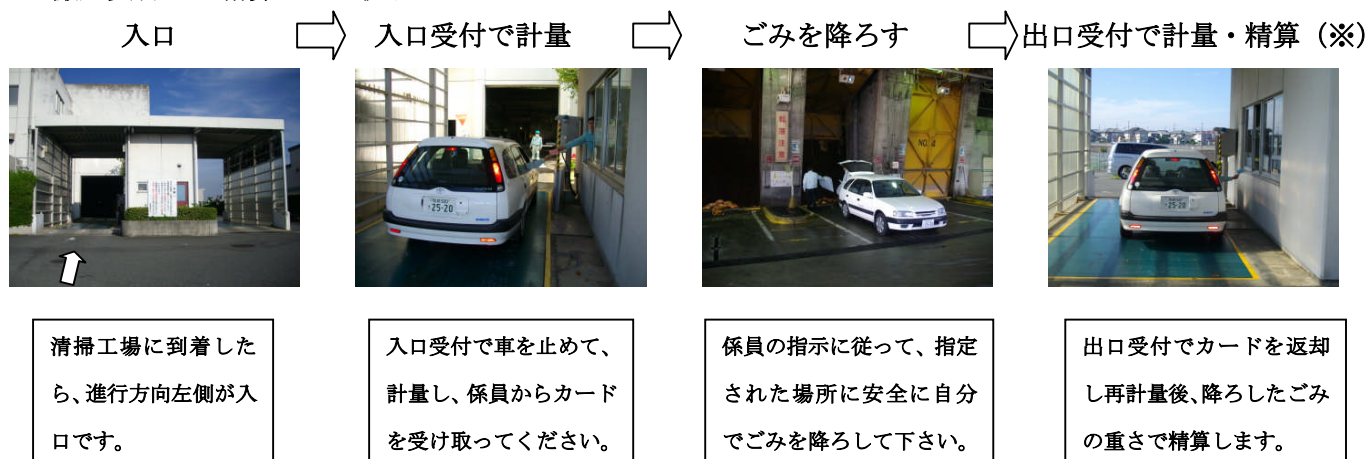 入口
入口受付で計量
ごみを降ろす
出口受付で計量・精算（※）
25-20
NO.4
25-20
清掃工場に到着した
ら、進行方向左側が入
口です。
入口受付で車を止めて、
計量し、係員からカード
を受け取ってください。
係員の指示に従って、指定
された場所に安全に自分
でごみを降ろして下さい。
出口受付でカードを返却
し再計量後、降ろしたごみ
の重さで精算します。